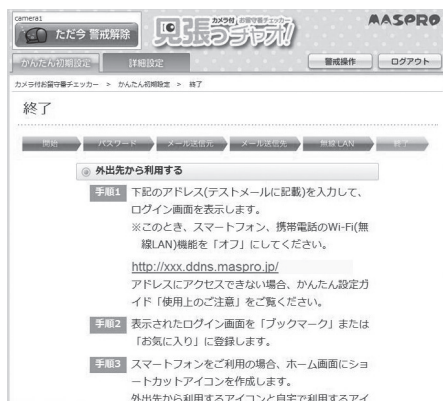 camera1
ただ今 警戒解除
カメラ付 お留守番チェッカー
見張っちゃオ!
MASPRO
かんたん初期設定
詳細設定
警戒操作
ログアウト
カメラ付お留守番チェッカー > かんたん初期設定 > 終了
終了
開始
パスワード
メール送信元
メール送信先
無線LAN
終了
外出先から利用する
手順1 下記のアドレス(テストメールに記載)を入力して、
ログイン画面を表示します。
※このとき、スマートフォン、携帯電話のWi-Fi(無
線LAN)機能を「オフ」にしてください。
http://xxx.ddns.maspro.jp/
アドレスにアクセスできない場合、かんたん設定ガ
イド「使用上のご注意」をご覧ください。
手順2 表示されたログイン画面を「ブックマーク」または
「お気に入り」に登録します。
手順3 スマートフォンをご利用の場合、ホーム画面にショ
ートカットアイコンを作成します。
外出先から利用するアイコンと自宅で利用するアイ